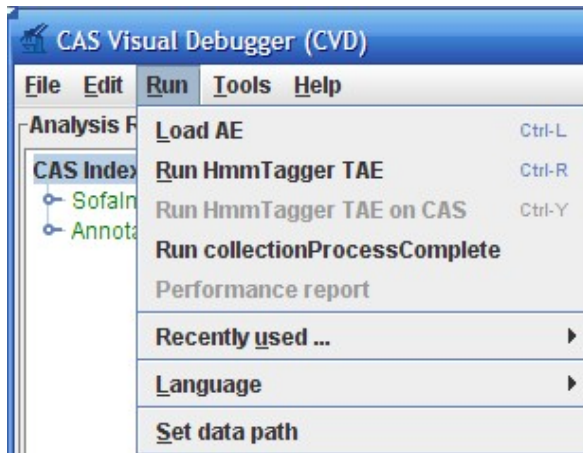 CAS Visual Debugger (CVD)
File Edit Run Tools Help
Analysis R
Load AE Ctrl-L
CAS Index
Run HmmTagger TAE Ctrl-R
SofaIn
Run HmmTagger TAE on CAS Ctrl-Y
Annota
Run collectionProcessComplete
Performance report
Recently used ...
Language
Set data path